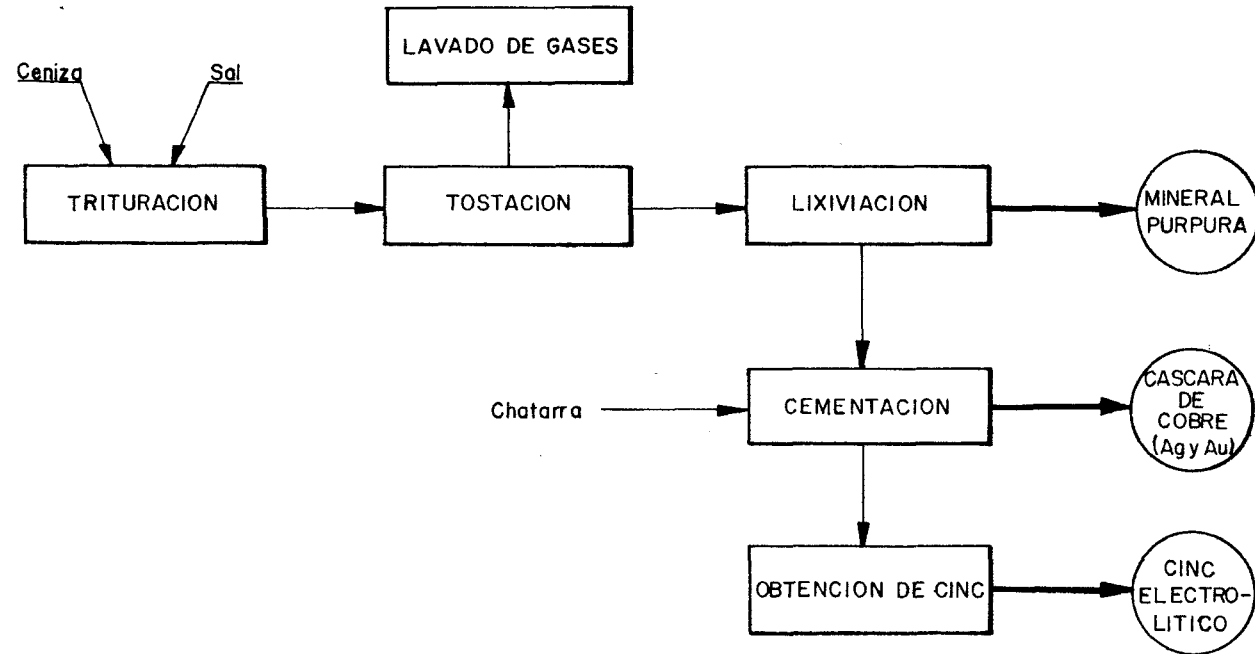 LAVADO DE GASES
Ceniza
Sal
TRITURACION
TOSTACION
LIXIVIACION
MINERAL
PURPURA
Chatarra
CEMENTACION
CASCARA
DE
COBRE
(Ag y Au)
OBTENCION DE CINC
CINC
ELECTRO-
LITICO